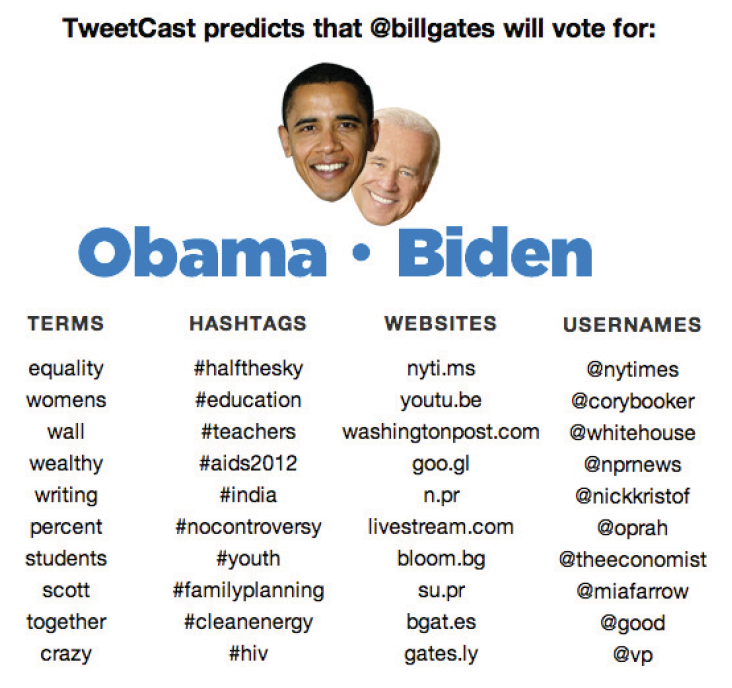 TweetCast predicts that @billgates will vote for:
Obama • Biden
TERMS HASHTAGS WEBSITES USERNAMES
equality #halfthesky nyti.ms @nytimes
womens #education youtu.be @corybooker
wall #teachers washingtonpost.com @whitehouse
wealthy #aids2012 goo.gl @nprnews
writing #india n.pr @nickkristof
percent #nocontroversy livestream.com @oprah
students #youth bloom.bg @theeconomist
scott #familyplanning su.pr @miafarrow
together #cleanenergy bgat.es @good
crazy #hiv gates.ly @vp